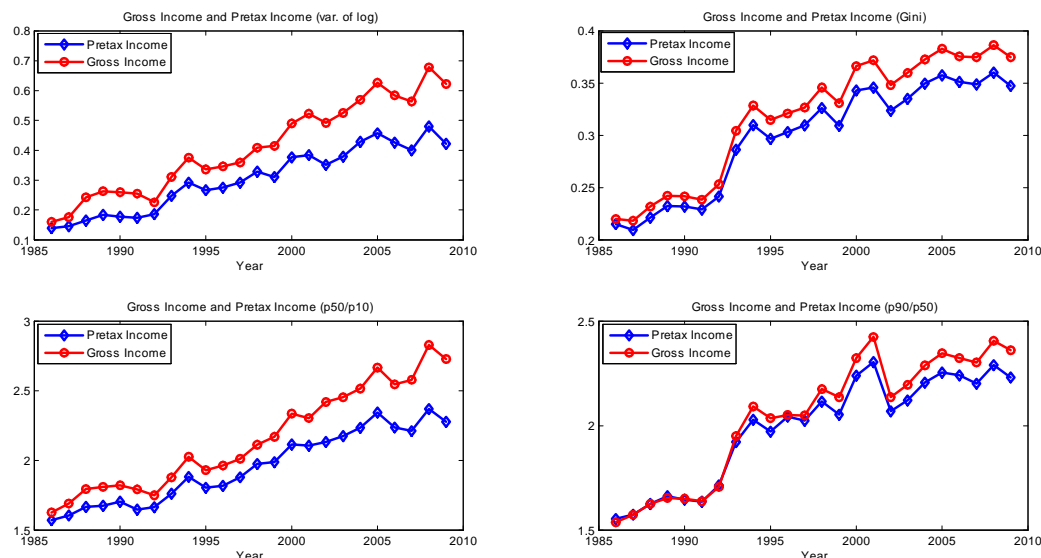 Gross Income and Pretax Income (var. of log)
0.8
0.7
0.6
0.5
0.4
0.3
0.2
0.1
Pretax Income
Gross Income
1985 1990 1995 2000 2005 2010
Year
Gross Income and Pretax Income (Gini)
0.4
0.35
0.3
0.25
0.2
Pretax Income
Gross Income
1985 1990 1995 2000 2005 2010
Year
Gross Income and Pretax Income (p50/p10)
3
2.5
2
1.5
Pretax Income
Gross Income
1985 1990 1995 2000 2005 2010
Year
Gross Income and Pretax Income (p90/p50)
2.5
2
1.5
Pretax Income
Gross Income
1985 1990 1995 2000 2005 2010
Year